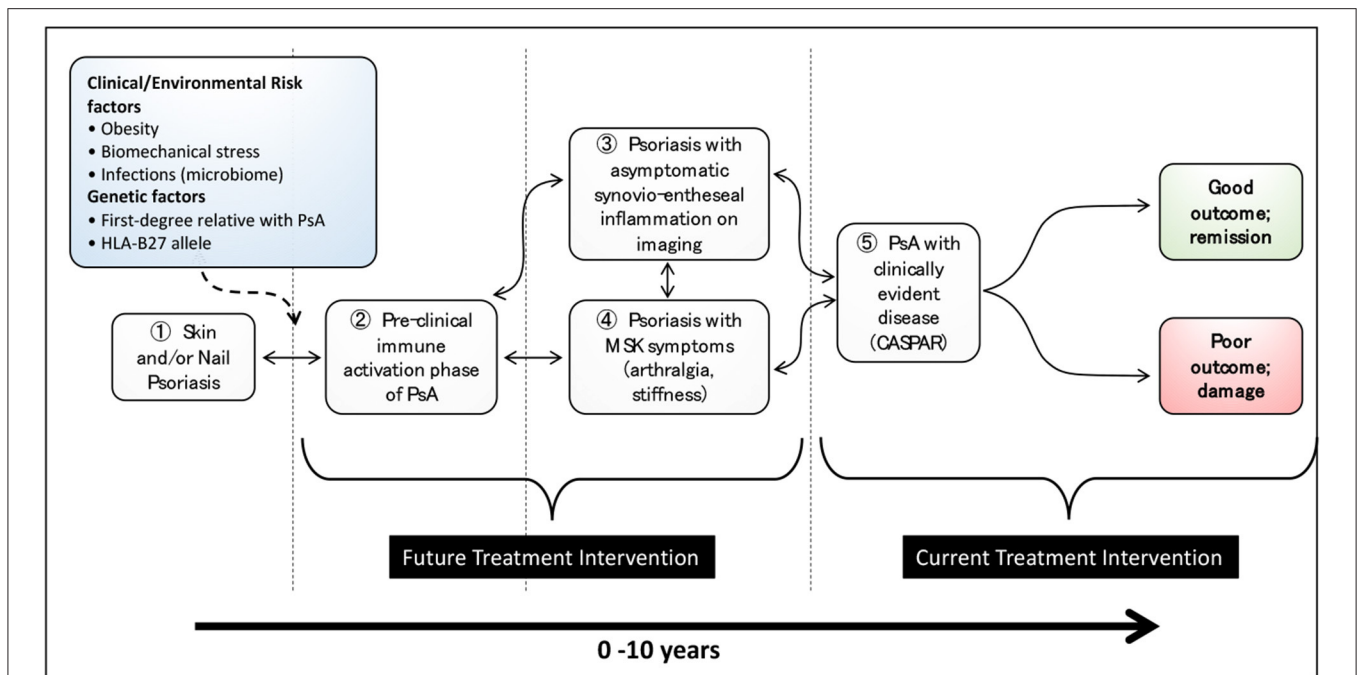 Clinical/Environmental Risk
factors
• Obesity
• Biomechanical stress
• Infections (microbiome)
Genetic factors
• First-degree relative with PsA
• HLA-B27 allele
① Skin
and/or Nail
Psoriasis
② Pre-clinical
immune
activation phase
of PsA
③ Psoriasis with
asymptomatic
synovio-entheseal
inflammation on
imaging
④ Psoriasis with
MSK symptoms
(arthralgia,
stiffness)
⑤ PsA with
clinically
evident
disease
(CASPAR)
Good
outcome;
remission
Poor
outcome;
damage
Future Treatment Intervention
Current Treatment Intervention
0 -10 years